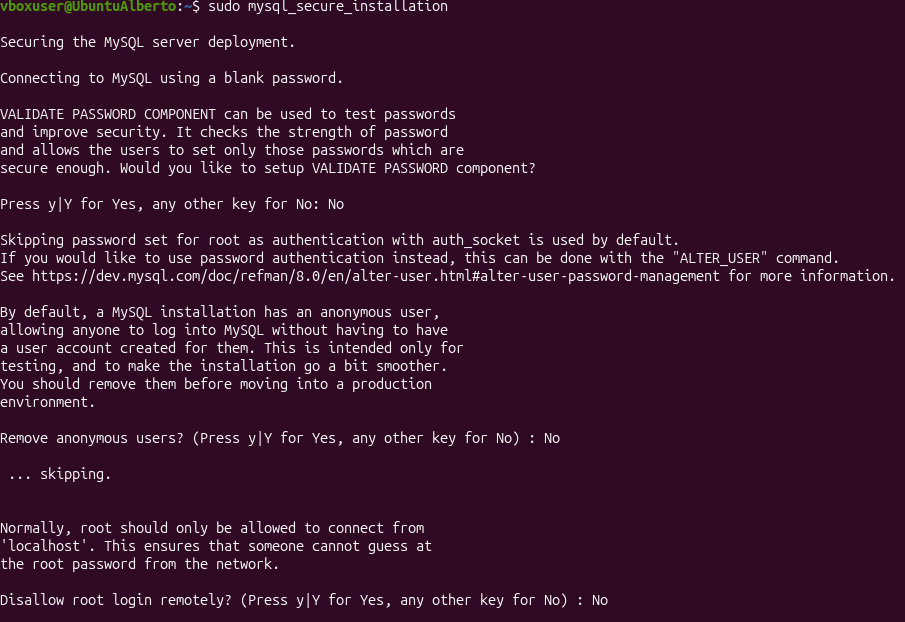 vboxuser@UbuntuAlberto:~$ sudo mysql_secure_installation
Securing the MySQL server deployment.
Connecting to MySQL using a blank password.
VALIDATE PASSWORD COMPONENT can be used to test passwords
and improve security. It checks the strength of password
and allows the users to set only those passwords which are
secure enough. Would you like to setup VALIDATE PASSWORD component?
Press y|Y for Yes, any other key for No: No
Skipping password set for root as authentication with auth_socket is used by default.
If you would like to use password authentication instead, this can be done with the "ALTER_USER" command.
See https://dev.mysql.com/doc/refman/8.0/en/alter-user.html#alter-user-password-management for more information.
By default, a MySQL installation has an anonymous user,
allowing anyone to log into MySQL without having to have
a user account created for them. This is intended only for
testing, and to make the installation go a bit smoother.
You should remove them before moving into a production
environment.
Remove anonymous users? (Press y|Y for Yes, any other key for No) : No
 ... skipping.
Normally, root should only be allowed to connect from
'localhost'. This ensures that someone cannot guess at
the root password from the network.
Disallow root login remotely? (Press y|Y for Yes, any other key for No) : No